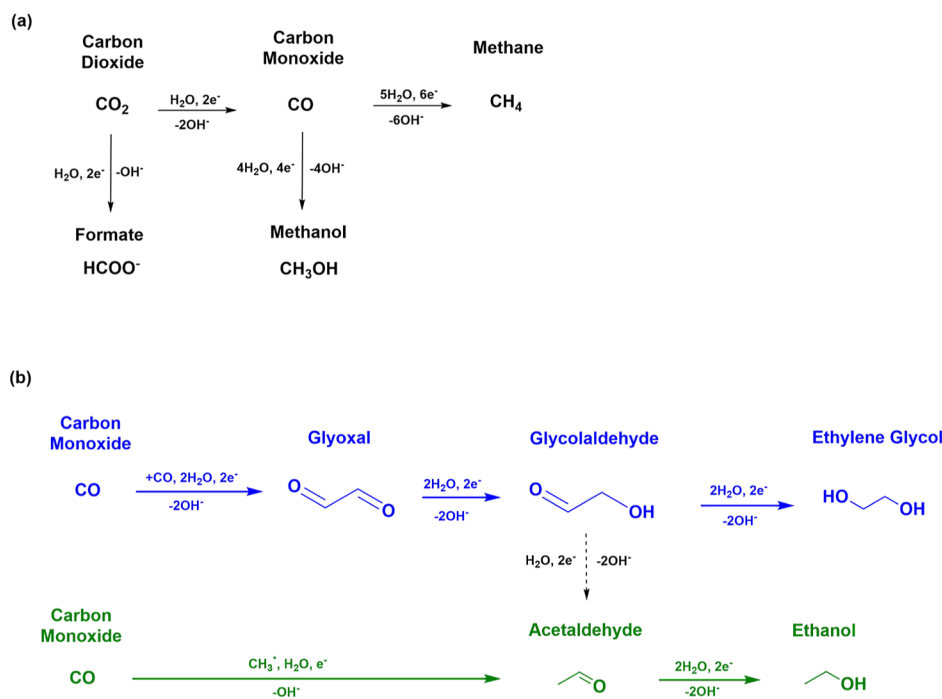 (a)
Carbon
Dioxide
Carbon
Monoxide
Methane
CO₂
H₂O, 2e⁻
-2OH⁻
CO
5H₂O, 6e⁻
-6OH⁻
CH₄
H₂O, 2e⁻
-OH⁻
4H₂O, 4e⁻
-4OH⁻
Formate
Methanol
HCOO⁻
CH₃OH
(b)
Carbon
Monoxide
Glyoxal
Glycolaldehyde
Ethylene Glycol
CO
+CO, 2H₂O, 2e⁻
-2OH⁻
O
O
2H₂O, 2e⁻
-2OH⁻
O
OH
2H₂O, 2e⁻
-2OH⁻
HO
OH
H₂O, 2e⁻
-2OH⁻
Carbon
Monoxide
Acetaldehyde
Ethanol
CO
CH₃*, H₂O, e⁻
-OH⁻
O
2H₂O, 2e⁻
-2OH⁻
OH